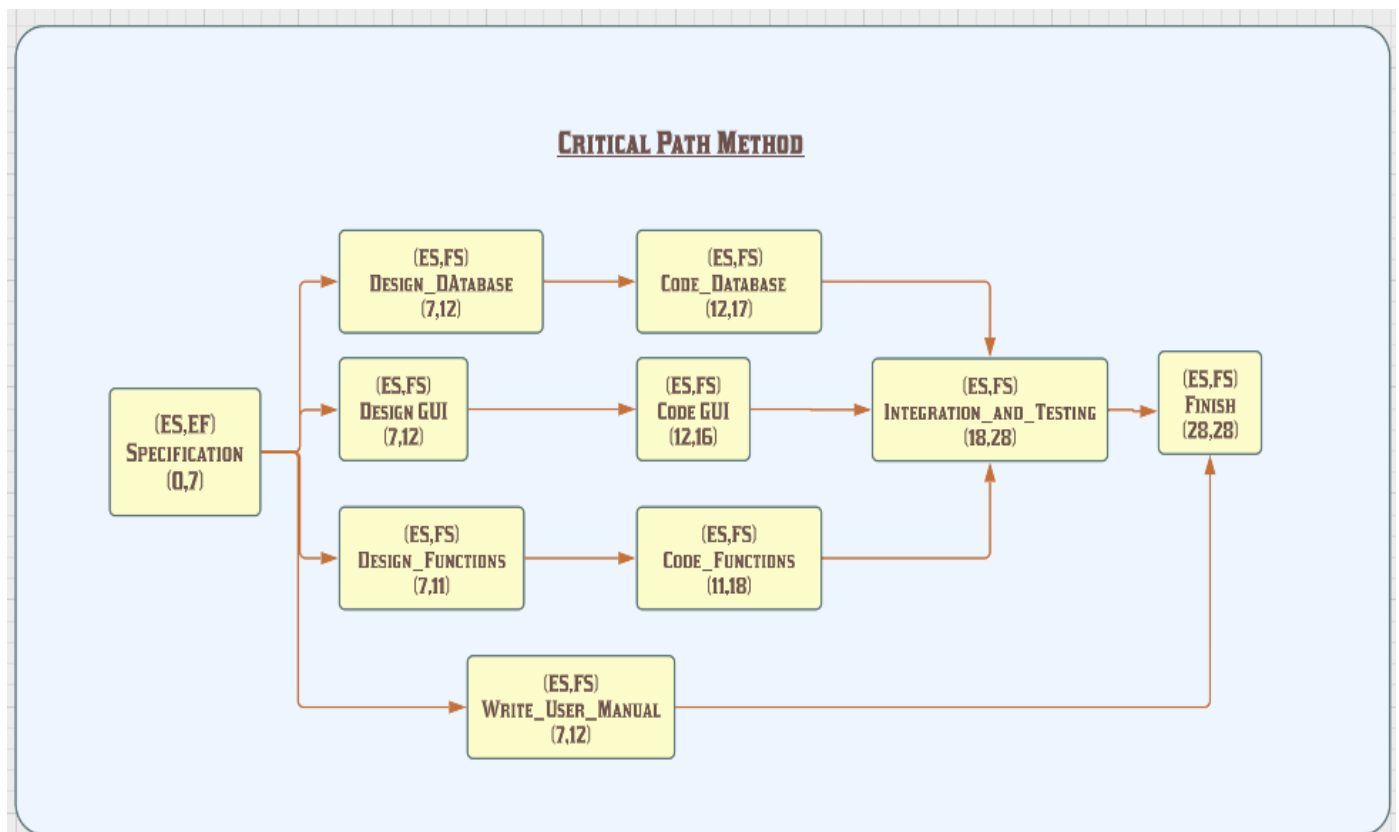 Critical Path Method
(ES,FS)
Design_DAtabase
(7,12)
(ES,FS)
Code_Database
(12,17)
(ES,FS)
Design GUI
(7,12)
(ES,FS)
Code GUI
(12,16)
(ES,FS)
Integration_and_Testing
(18,28)
(ES,FS)
Finish
(28,28)
(ES,EF)
Specification
(0,7)
(ES,FS)
Design_Functions
(7,11)
(ES,FS)
Code_Functions
(11,18)
(ES,FS)
Write_User_Manual
(7,12)